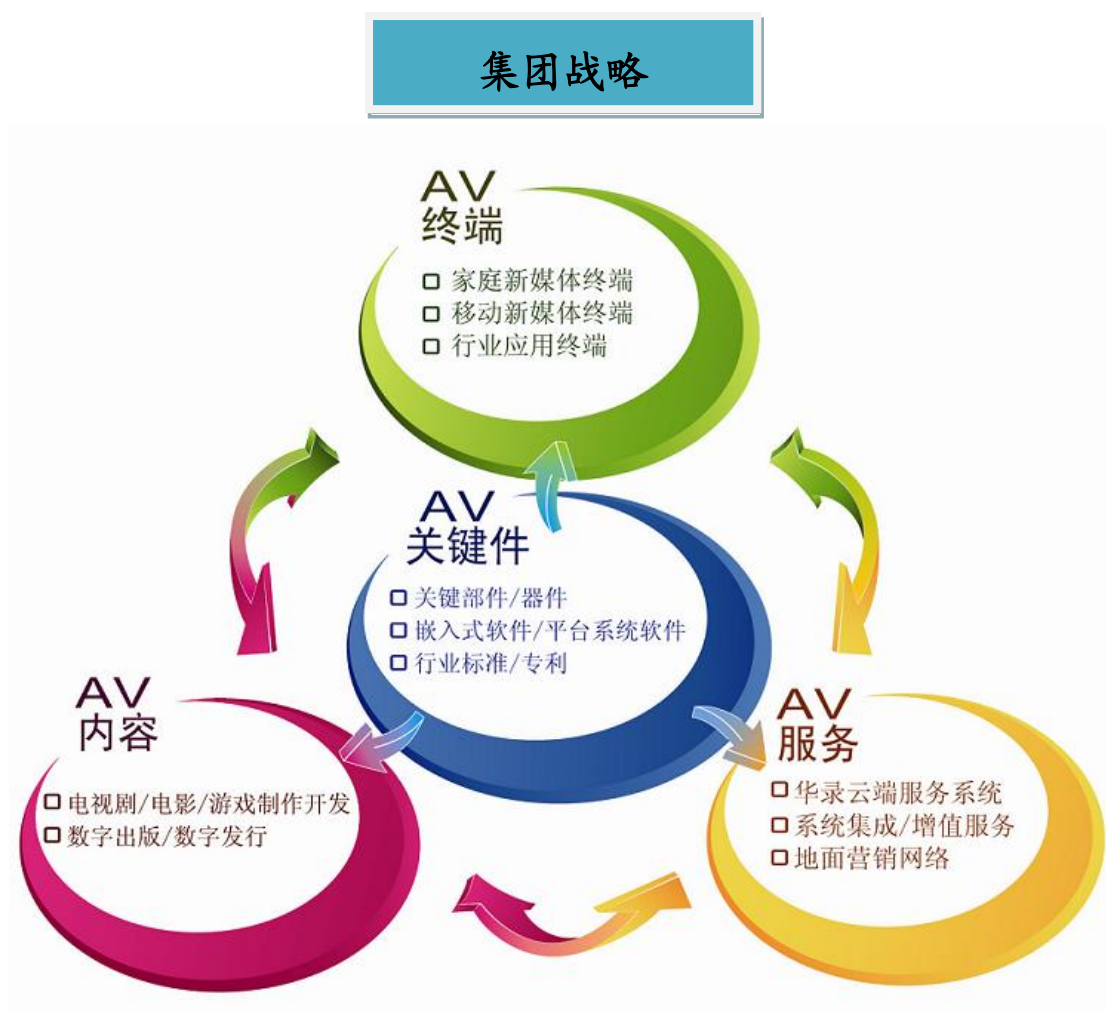 集团战略
AV
终端
家庭新媒体终端
移动新媒体终端
行业应用终端
AV
关键件
关键部件/器件
嵌入式软件/平台系统软件
行业标准/专利
AV
内容
电视剧/电影/游戏制作开发
数字出版/数字发行
AV
服务
华录云端服务系统
系统集成/增值服务
地面营销网络